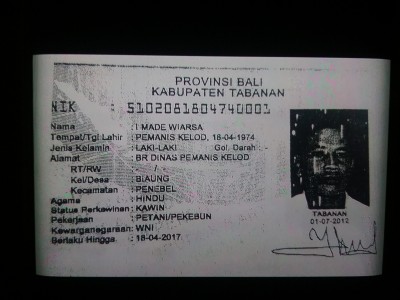 PROVINSI BALI
KABUPATEN TABANAN
NIK : 5102081804740001
Nama : I MADE WIARSA
Tempat/Tgl Lahir : PEMANIS KELOD, 18-04-1974
Jenis Kelamin : LAKI-LAKI Gol. Darah : -
Alamat : BR DINAS PEMANIS KELOD
RT/RW : - / -
Kel/Desa : BIAUNG
Kecamatan : PENEBEL
Agama : HINDU
Status Perkawinan : KAWIN
Pekerjaan : PETANI/PEKEBUN
Kewarganegaraan : WNI
Berlaku Hingga : 18-04-2017
TABANAN
01-07-2012